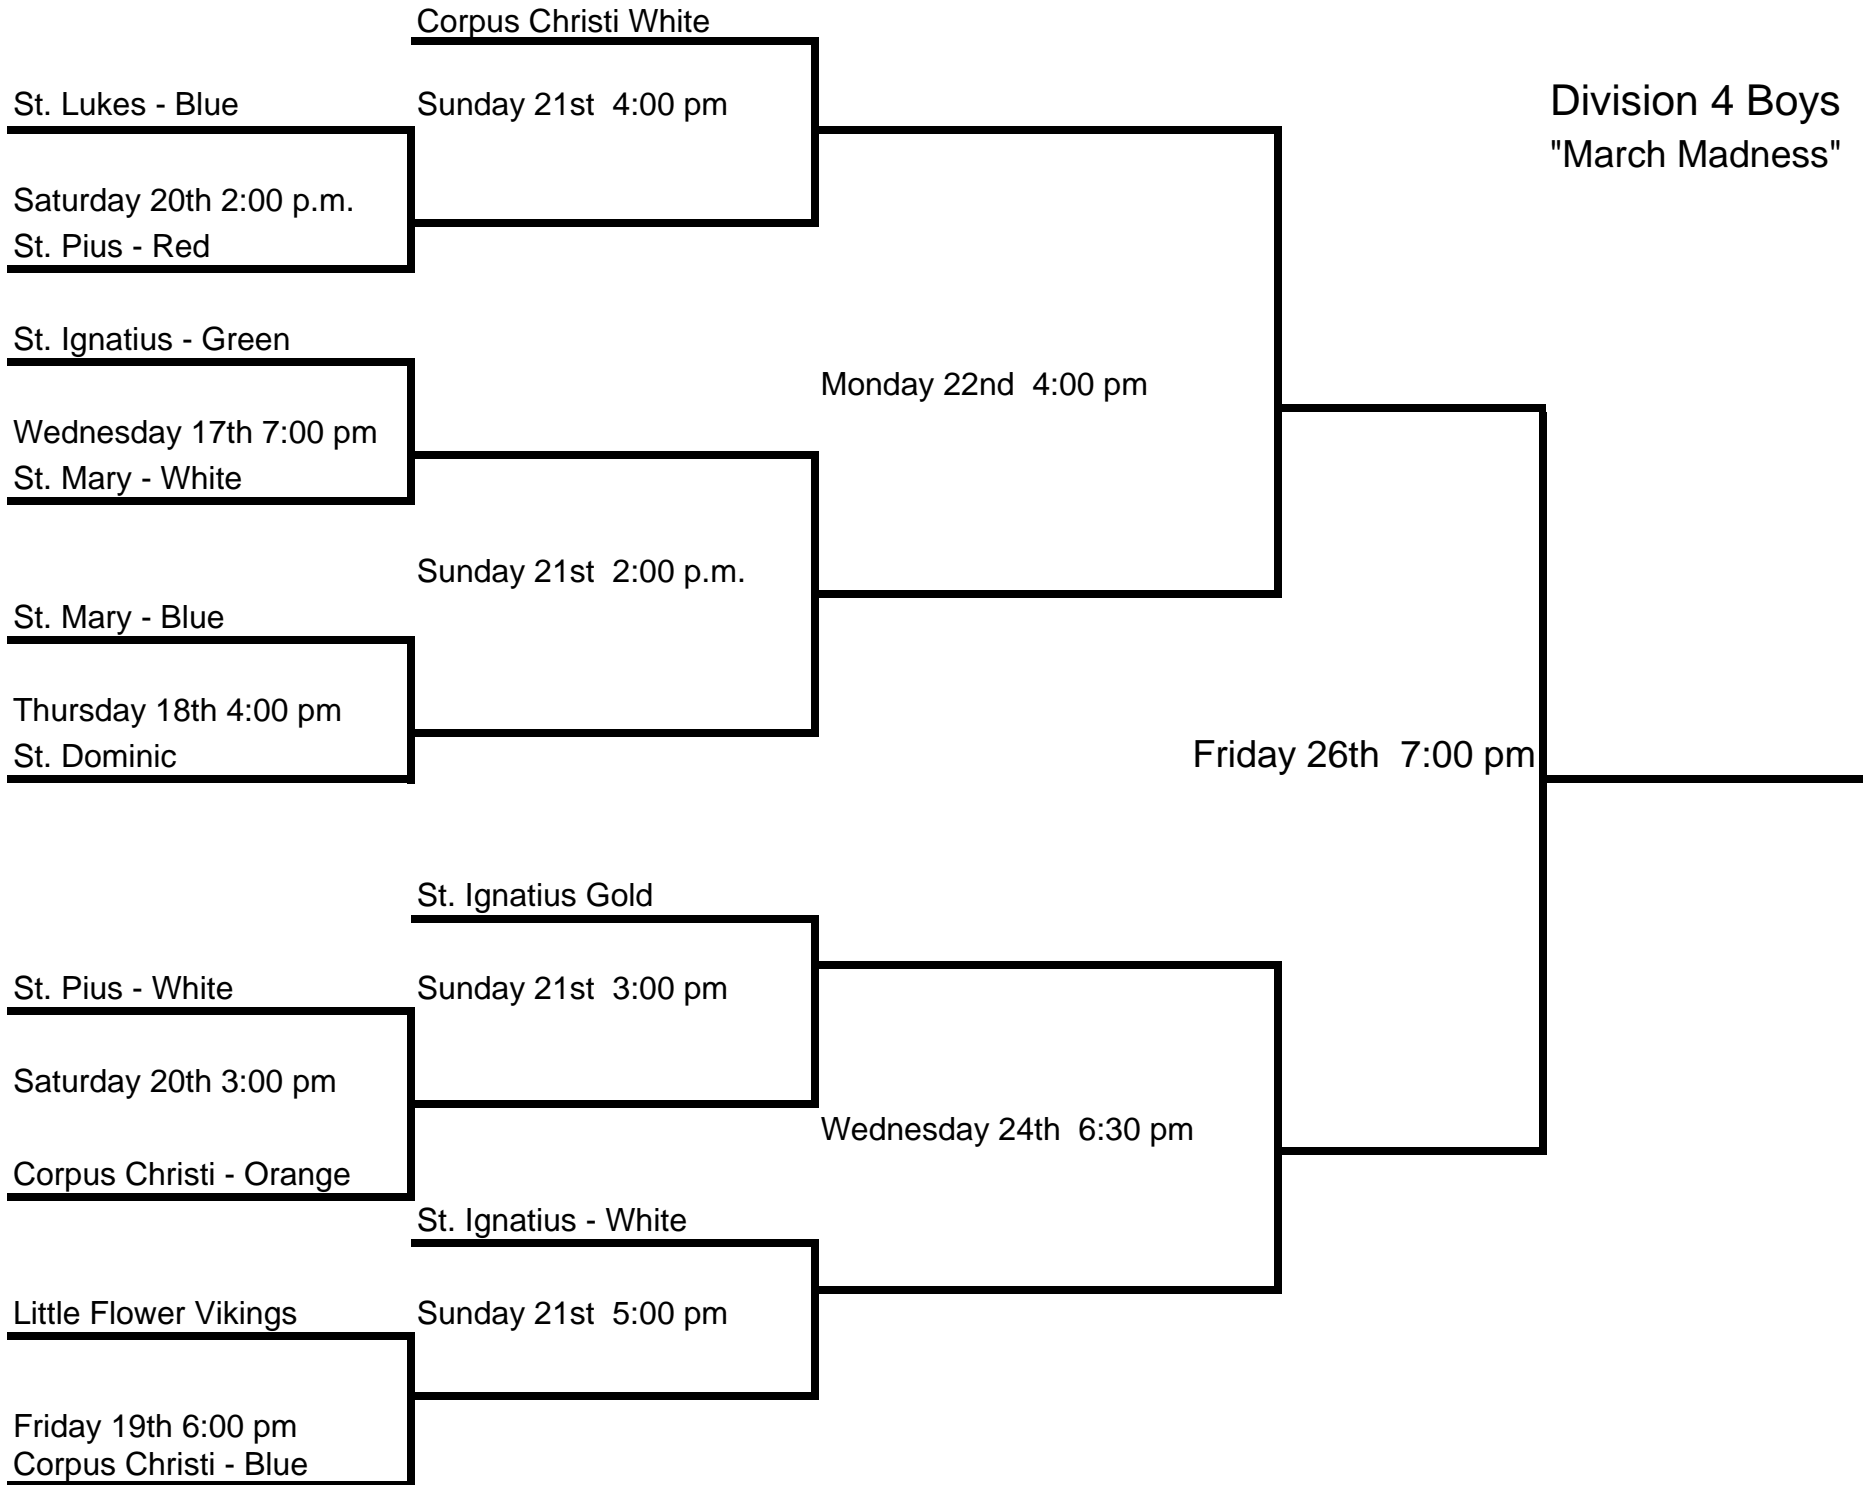 Corpus Christi White
St. Lukes - Blue
Sunday 21st  4:00 pm
Division 4 Boys
"March Madness"
Saturday 20th 2:00 p.m.
St. Pius - Red
St. Ignatius - Green
Monday 22nd  4:00 pm
Wednesday 17th 7:00 pm
St. Mary - White
Sunday 21st  2:00 p.m.
St. Mary - Blue
Thursday 18th 4:00 pm
St. Dominic
Friday 26th  7:00 pm
St. Ignatius Gold
St. Pius - White
Sunday 21st  3:00 pm
Saturday 20th 3:00 pm
Wednesday 24th  6:30 pm
Corpus Christi - Orange
St. Ignatius - White
Little Flower Vikings
Sunday 21st  5:00 pm
Friday 19th 6:00 pm
Corpus Christi - Blue